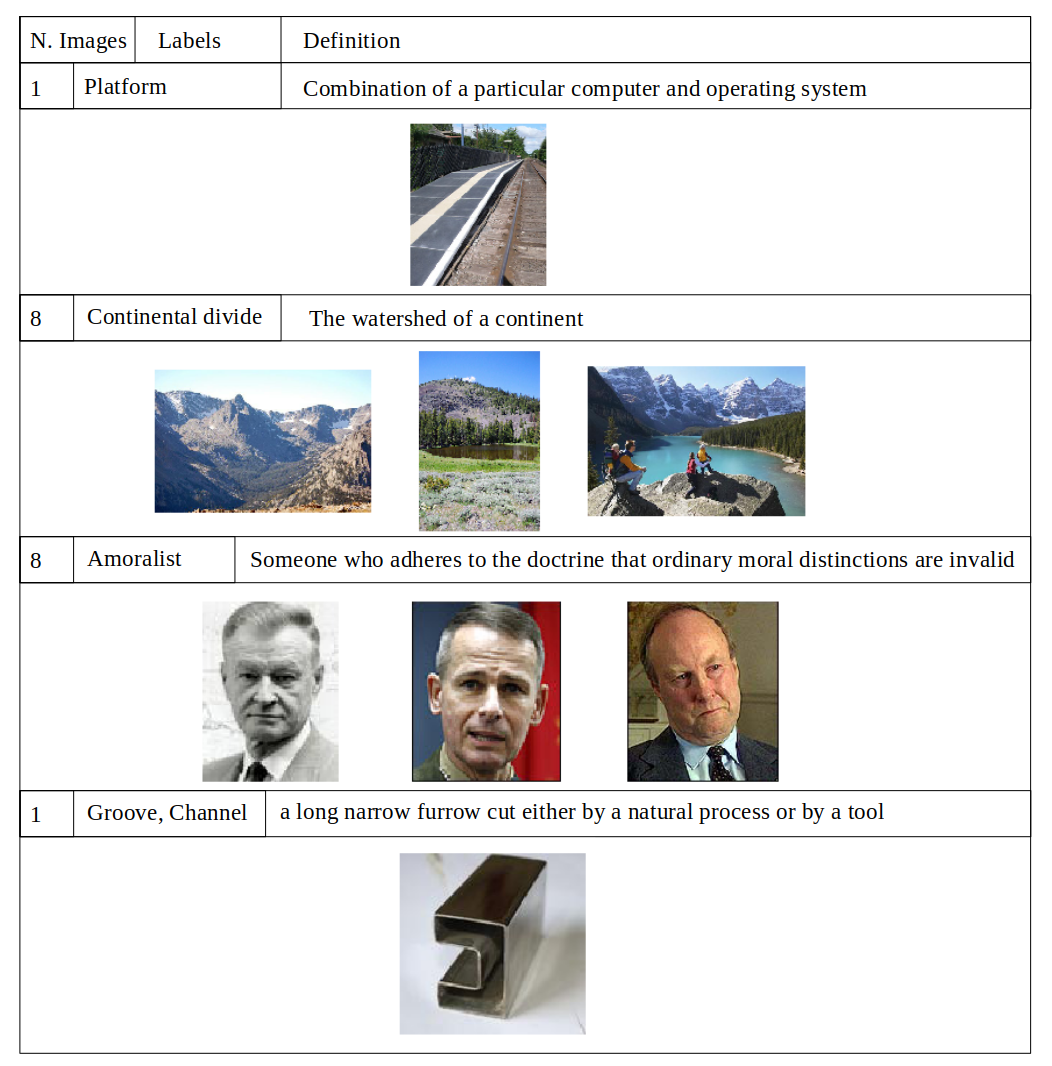 N. Images Labels Definition
1 Platform Combination of a particular computer and operating system
8 Continental divide The watershed of a continent
8 Amoralist Someone who adheres to the doctrine that ordinary moral distinctions are invalid
1 Groove, Channel a long narrow furrow cut either by a natural process or by a tool